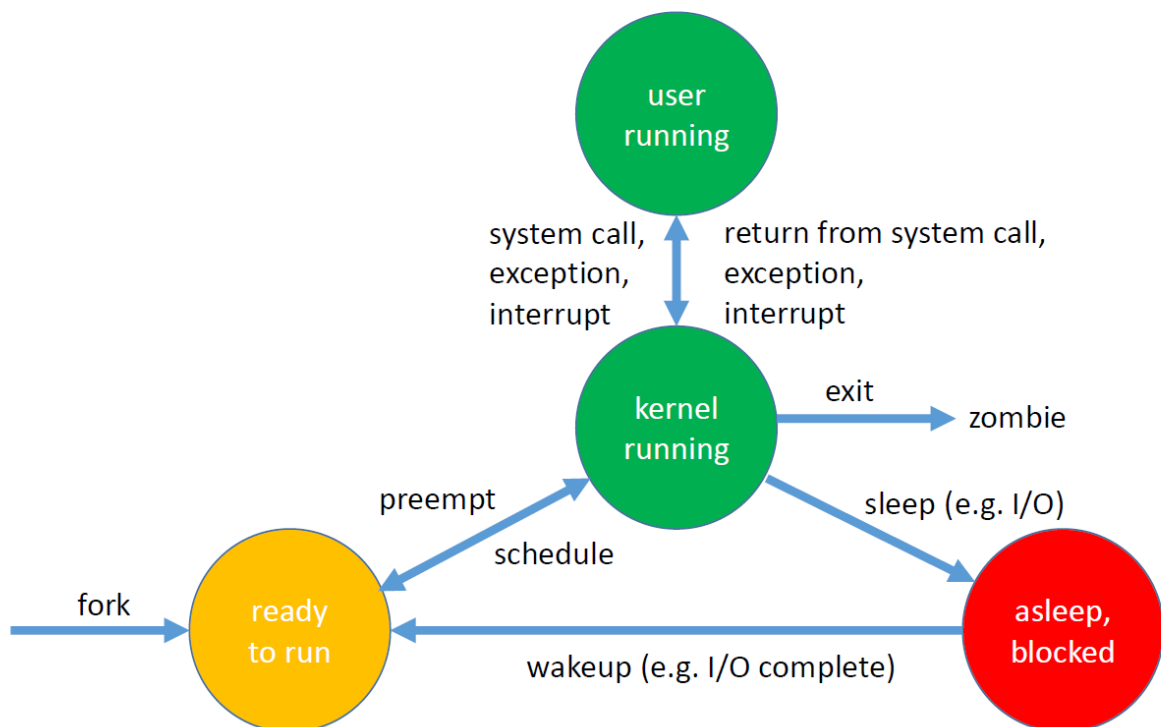 user
running
system call,
exception,
interrupt
return from system call,
exception,
interrupt
kernel
running
exit
zombie
preempt
schedule
sleep (e.g. I/O)
fork
ready
to run
asleep,
blocked
wakeup (e.g. I/O complete)